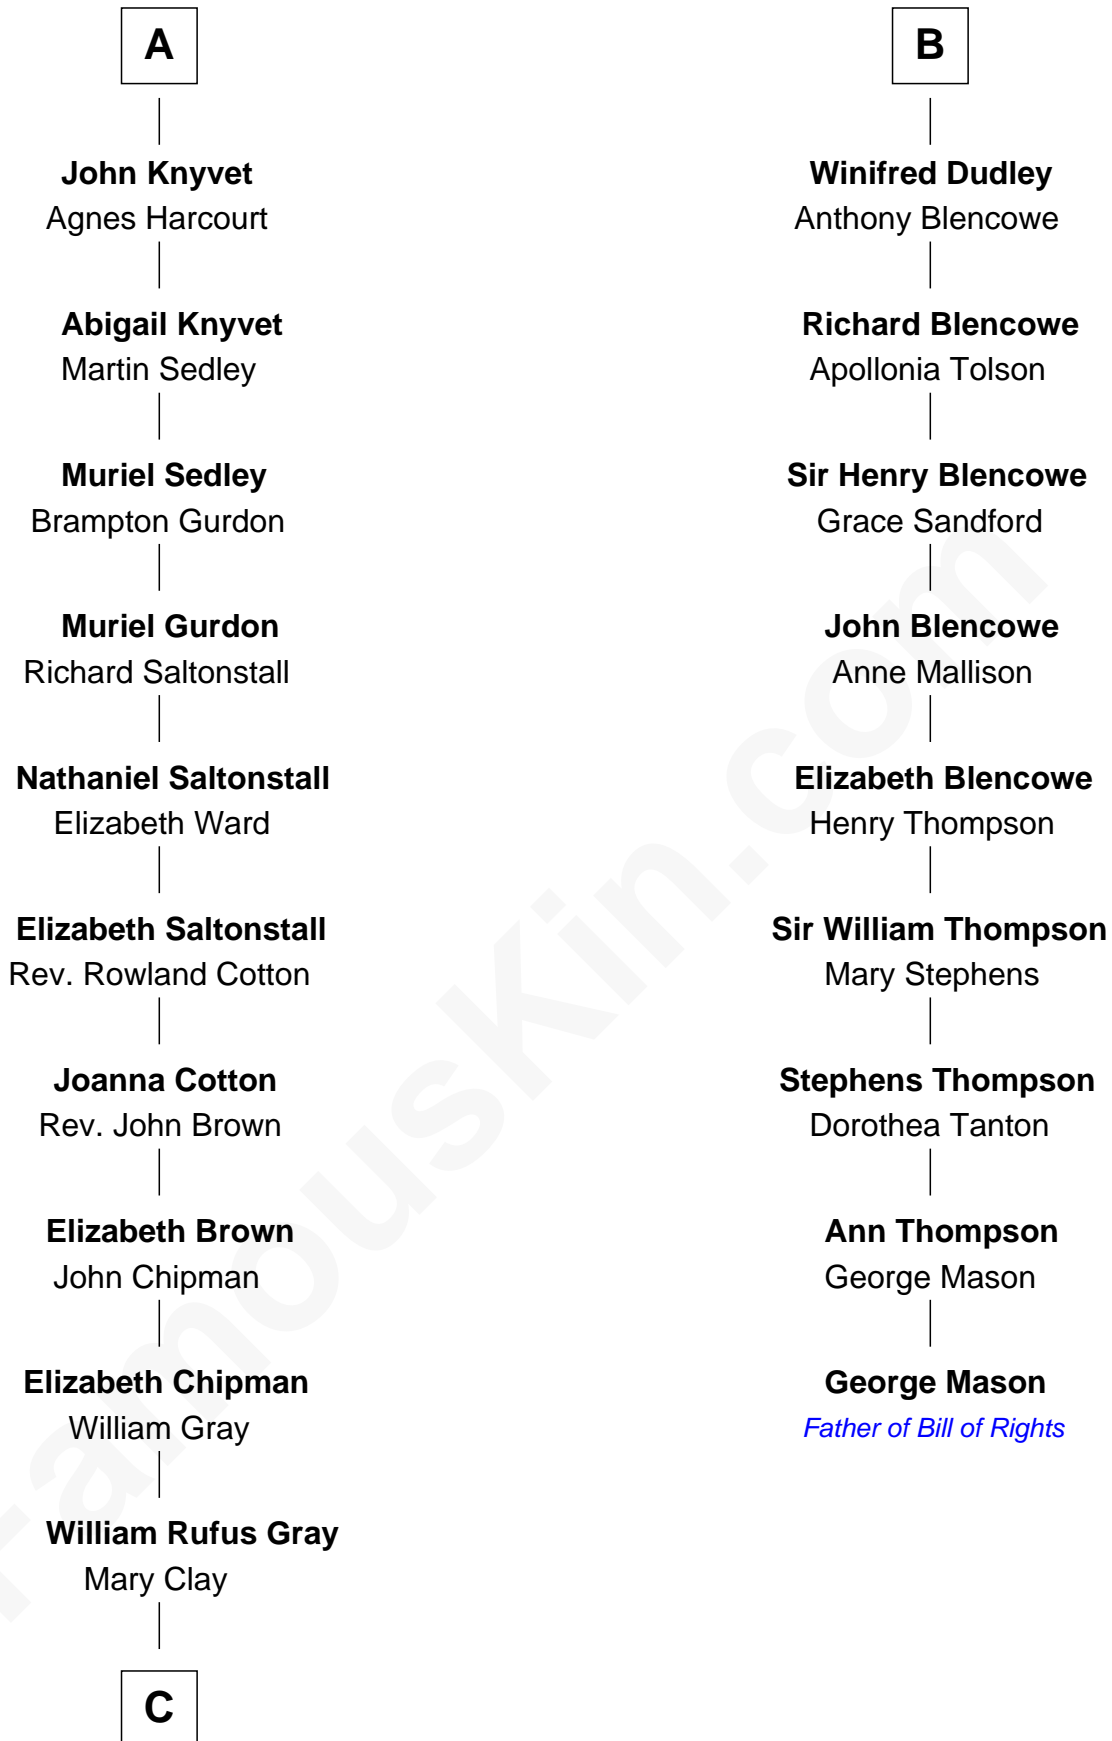 A
John Knyvet
Agnes Harcourt
Abigail Knyvet
Martin Sedley
Muriel Sedley
Brampton Gurdon
Muriel Gurdon
Richard Saltonstall
Nathaniel Saltonstall
Elizabeth Ward
Elizabeth Saltonstall
Rev. Rowland Cotton
Joanna Cotton
Rev. John Brown
Elizabeth Brown
John Chipman
Elizabeth Chipman
William Gray
William Rufus Gray
Mary Clay
C
B
Winifred Dudley
Anthony Blencowe
Richard Blencowe
Apollonia Tolson
Sir Henry Blencowe
Grace Sandford
John Blencowe
Anne Mallison
Elizabeth Blencowe
Henry Thompson
Sir William Thompson
Mary Stephens
Stephens Thompson
Dorothea Tanton
Ann Thompson
George Mason
George Mason
Father of Bill of Rights
FamousKin.com